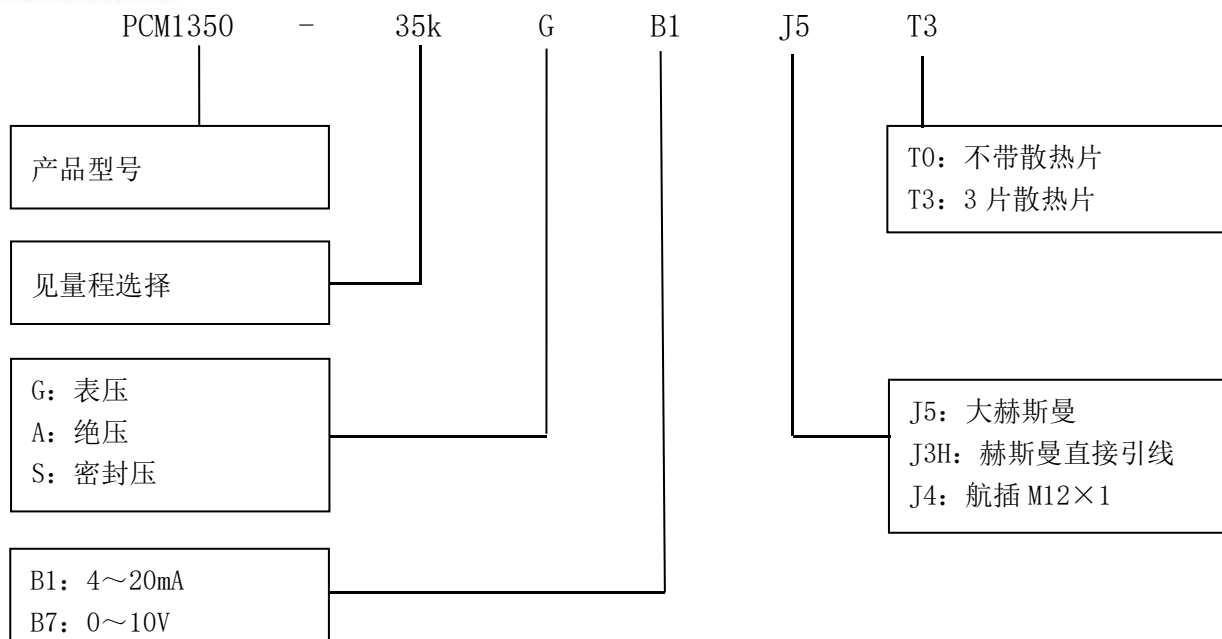 PCM1350 - 35k G B1 J5 T3
产品型号
见量程选择
G: 表压
A: 绝压
S: 密封压
B1: 4～20mA
B7: 0～10V
T0: 不带散热片
T3: 3 片散热片
J5: 大赫斯曼
J3H: 赫斯曼直接引线
J4: 航插 M12×1